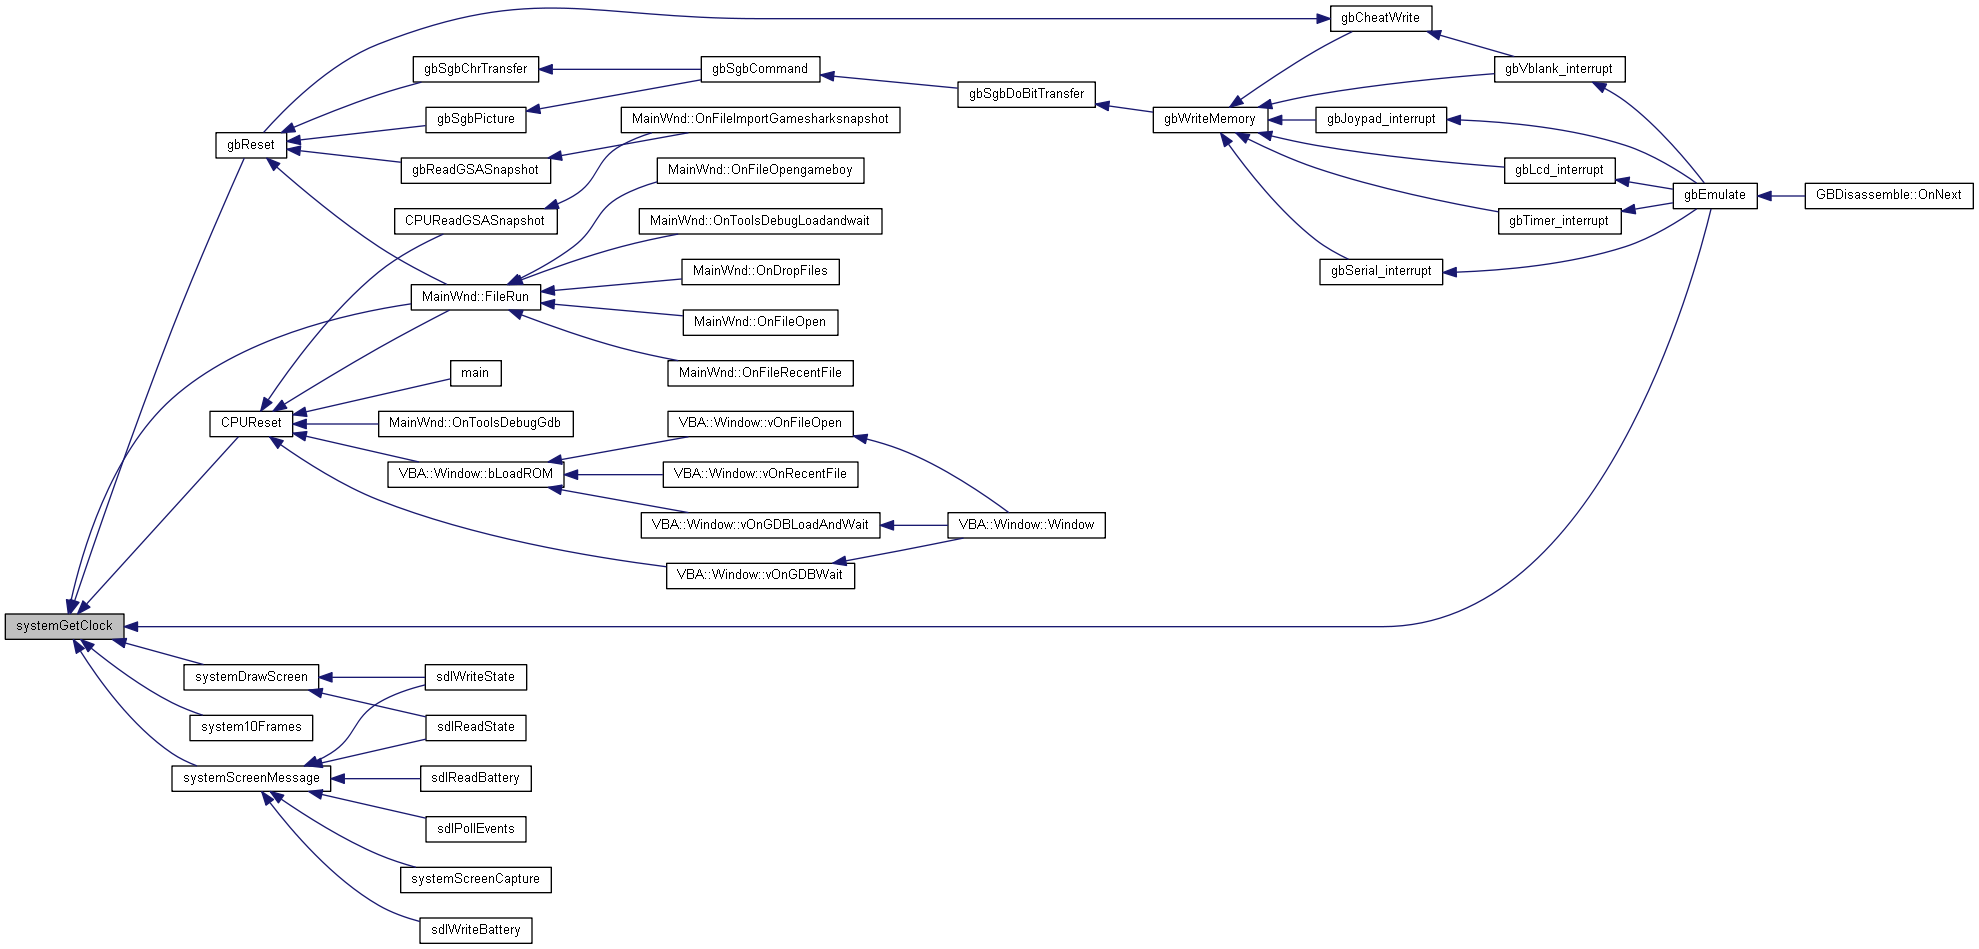 gbCheatWrite
gbSgbChrTransfer
gbSgbCommand
gbVblank_interrupt
gbSgbDoBitTransfer
gbSgbPicture
MainWnd::OnFileImportGamesharksnapshot
gbWriteMemory
gbJoypad_interrupt
gbReset
gbReadGSASnapshot
MainWnd::OnFileOpengameboy
gbLcd_interrupt
gbEmulate
GBDisassemble::OnNext
CPUReadGSASnapshot
MainWnd::OnToolsDebugLoadandwait
gbTimer_interrupt
MainWnd::OnDropFiles
gbSerial_interrupt
MainWnd::FileRun
MainWnd::OnFileOpen
main
MainWnd::OnFileRecentFile
CPUReset
MainWnd::OnToolsDebugGdb
VBA::Window::vOnFileOpen
VBA::Window::bLoadROM
VBA::Window::vOnRecentFile
VBA::Window::vOnGDBLoadAndWait
VBA::Window::Window
VBA::Window::vOnGDBWait
systemGetClock
systemDrawScreen
sdlWriteState
system10Frames
sdlReadState
systemScreenMessage
sdlReadBattery
sdlPollEvents
systemScreenCapture
sdlWriteBattery